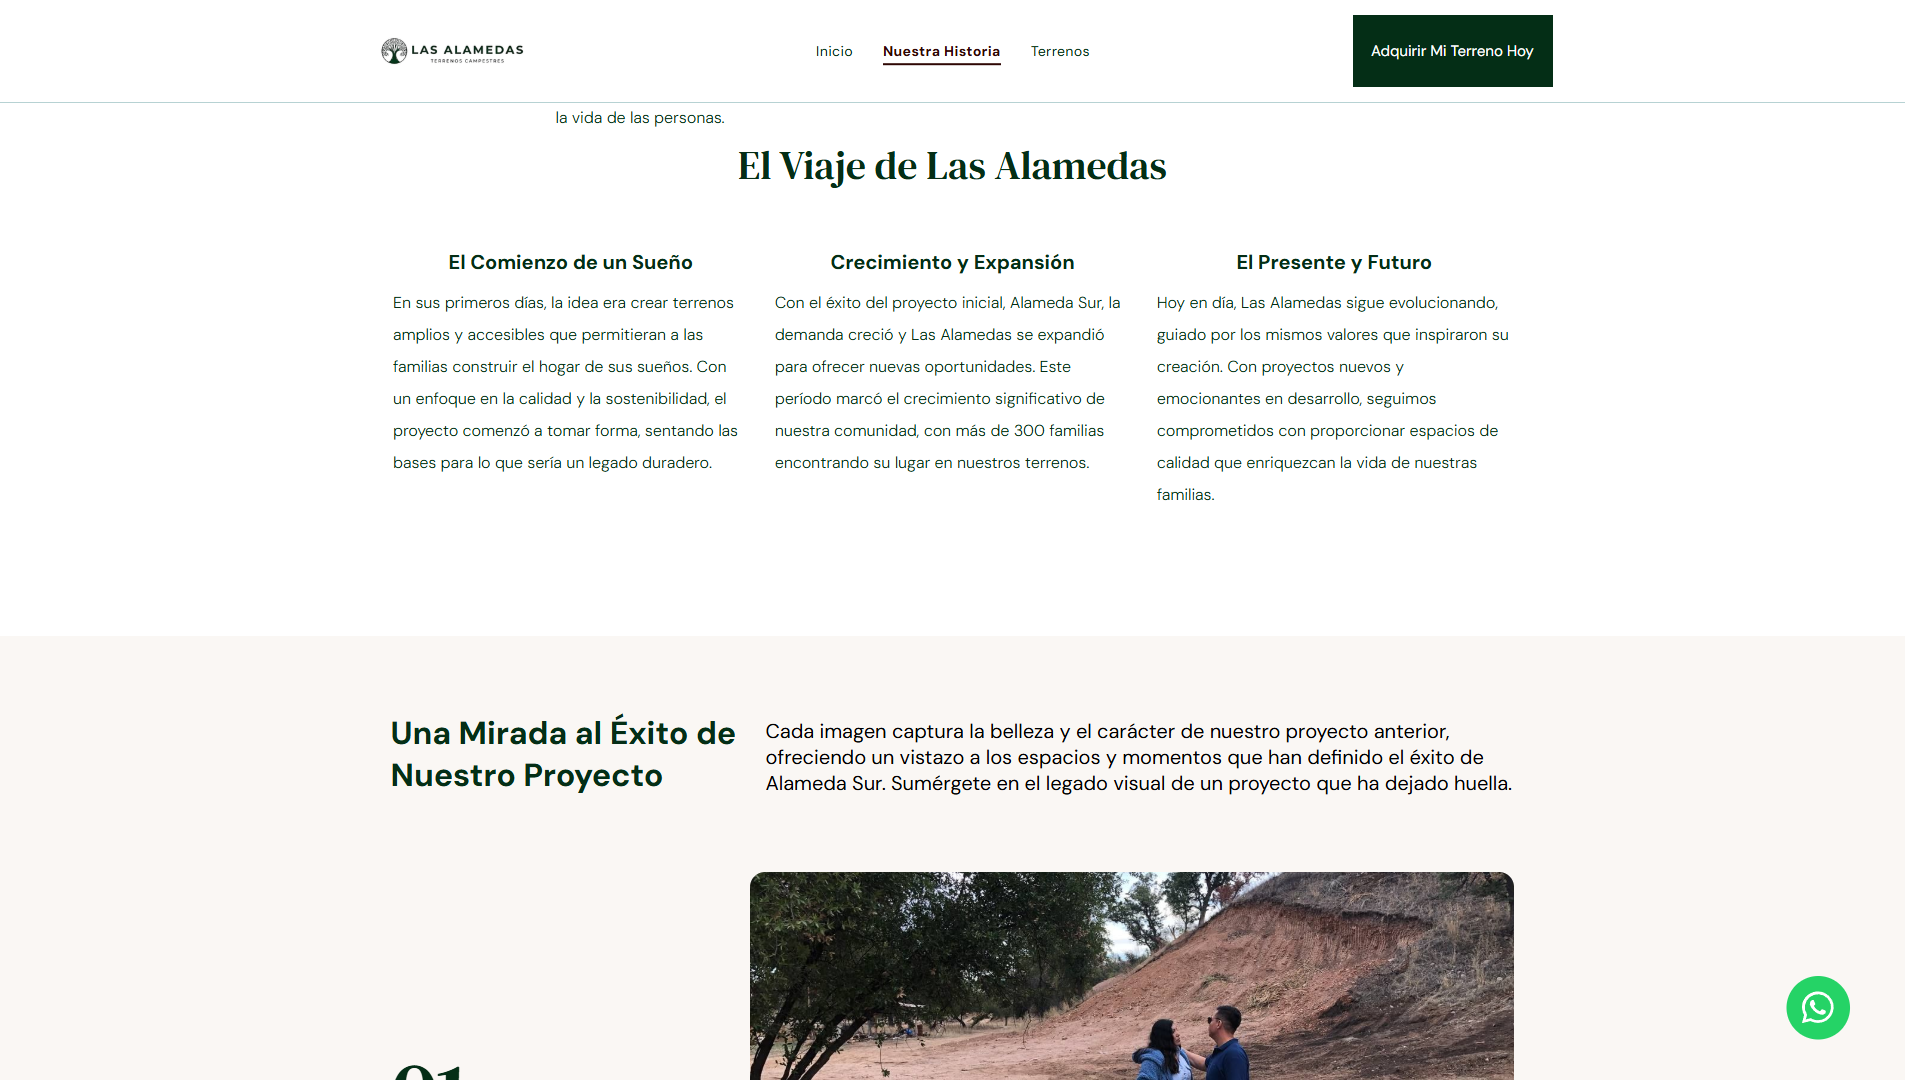 LAS ALAMEDAS
TERRENOS CAMPESTRES
Inicio
Nuestra Historia
Terrenos
Adquirir Mi Terreno Hoy
la vida de las personas.
El Viaje de Las Alamedas
El Comienzo de un Sueño
En sus primeros días, la idea era crear terrenos
amplios y accesibles que permitieran a las
familias construir el hogar de sus sueños. Con
un enfoque en la calidad y la sostenibilidad, el
proyecto comenzó a tomar forma, sentando las
bases para lo que sería un legado duradero.
Crecimiento y Expansión
Con el éxito del proyecto inicial, Alameda Sur, la
demanda creció y Las Alamedas se expandió
para ofrecer nuevas oportunidades. Este
período marcó el crecimiento significativo de
nuestra comunidad, con más de 300 familias
encontrando su lugar en nuestros terrenos.
El Presente y Futuro
Hoy en día, Las Alamedas sigue evolucionando,
guiado por los mismos valores que inspiraron su
creación. Con proyectos nuevos y
emocionantes en desarrollo, seguimos
comprometidos con proporcionar espacios de
calidad que enriquezcan la vida de nuestras
familias.
Una Mirada al Éxito de
Nuestro Proyecto
Cada imagen captura la belleza y el carácter de nuestro proyecto anterior,
ofreciendo un vistazo a los espacios y momentos que han definido el éxito de
Alameda Sur. Sumérgete en el legado visual de un proyecto que ha dejado huella.
01